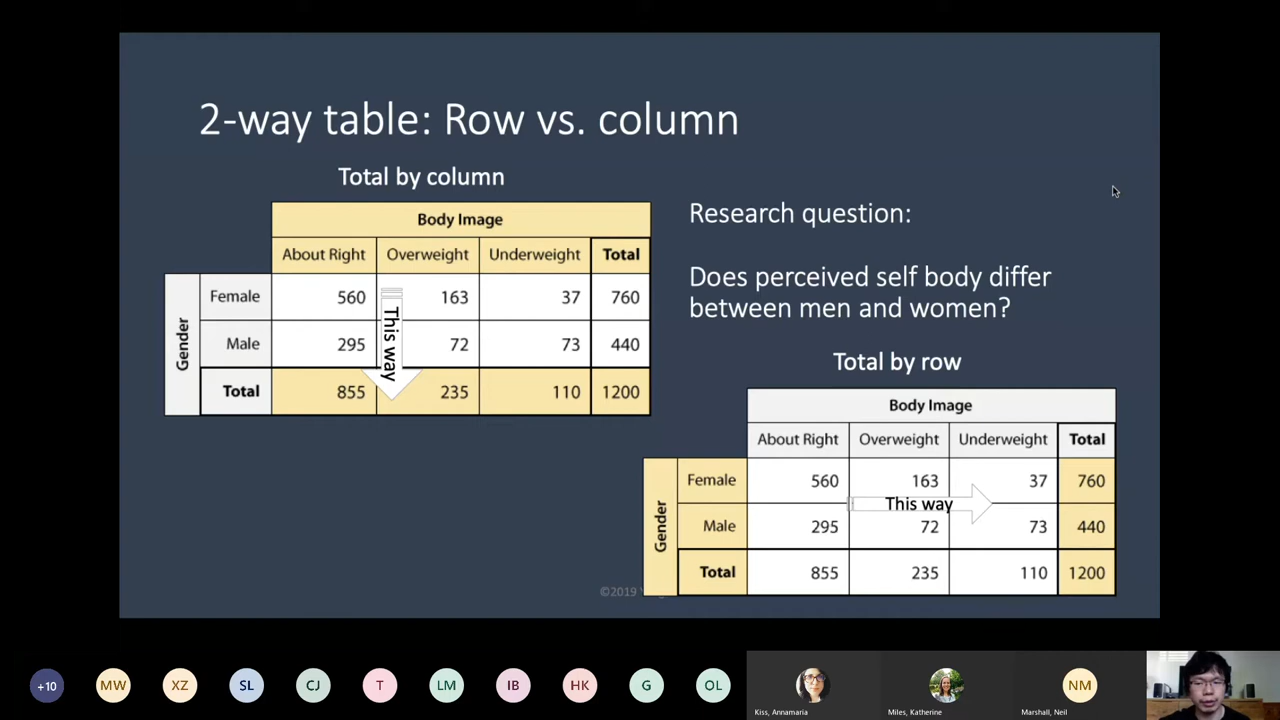 2-way table: Row vs. column
Total by column
Body Image
About Right Overweight Underweight Total
Gender
Female 560 163 37 760
Male 295 72 73 440
Total 855 235 110 1200
This way
Research question:
Does perceived self body differ
between men and women?
Total by row
Body Image
About Right Overweight Underweight Total
Gender
Female 560 163 37 760
This way
Male 295 72 73 440
Total 855 235 110 1200
©2019
+10 MW XZ SL CJ T LM IB HK G OL NM
Kiss, Annamaria Miles, Katherine Marshall, Neil